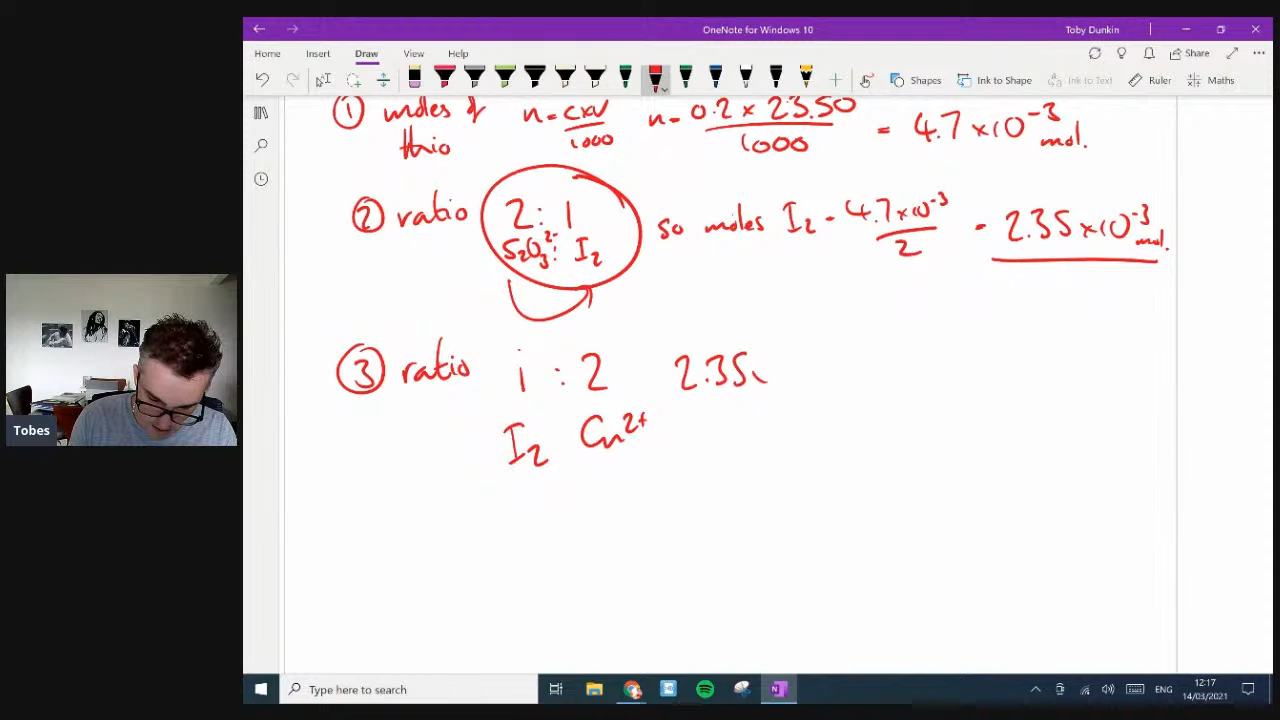 OneNote for Windows 10
Toby Dunkin
Home Insert Draw View Help
Share
Shapes Ink to Shape Ink to Text Ruler Maths
① moles of thio n = cxv/1000 n = 0.2 × 23.50/1000 = 4.7 × 10⁻³ mol.
② ratio 2 : 1 so moles I₂ = 4.7 × 10⁻³/2 = 2.35 × 10⁻³ mol.
S₂O₃²⁻ : I₂
③ ratio 1 : 2 2.35
I₂ Cu²⁺
Tobes
Type here to search
ENG
12:17
14/03/2021